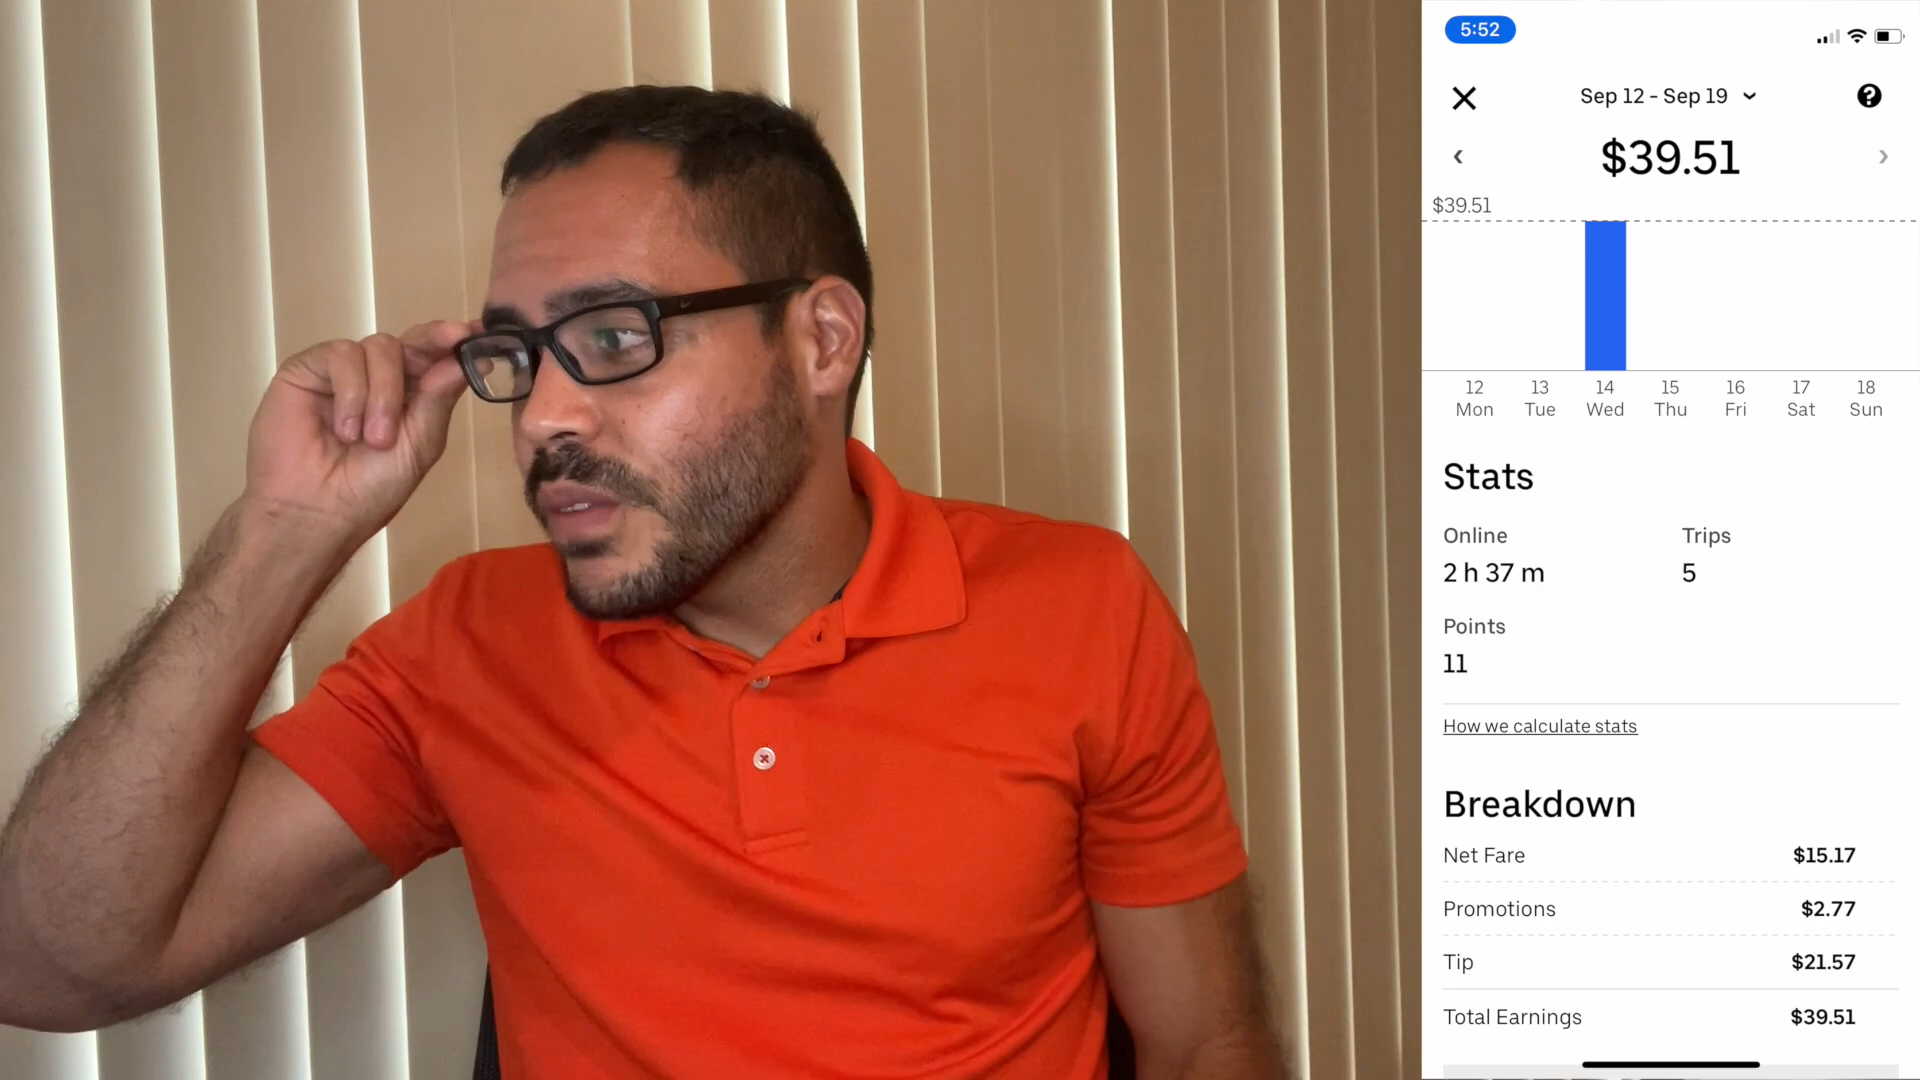 5:52
Sep 12 - Sep 19
$39.51
$39.51
12 13 14 15 16 17 18
Mon Tue Wed Thu Fri Sat Sun
Stats
Online Trips
2 h 37 m 5
Points
11
How we calculate stats
Breakdown
Net Fare $15.17
Promotions $2.77
Tip $21.57
Total Earnings $39.51